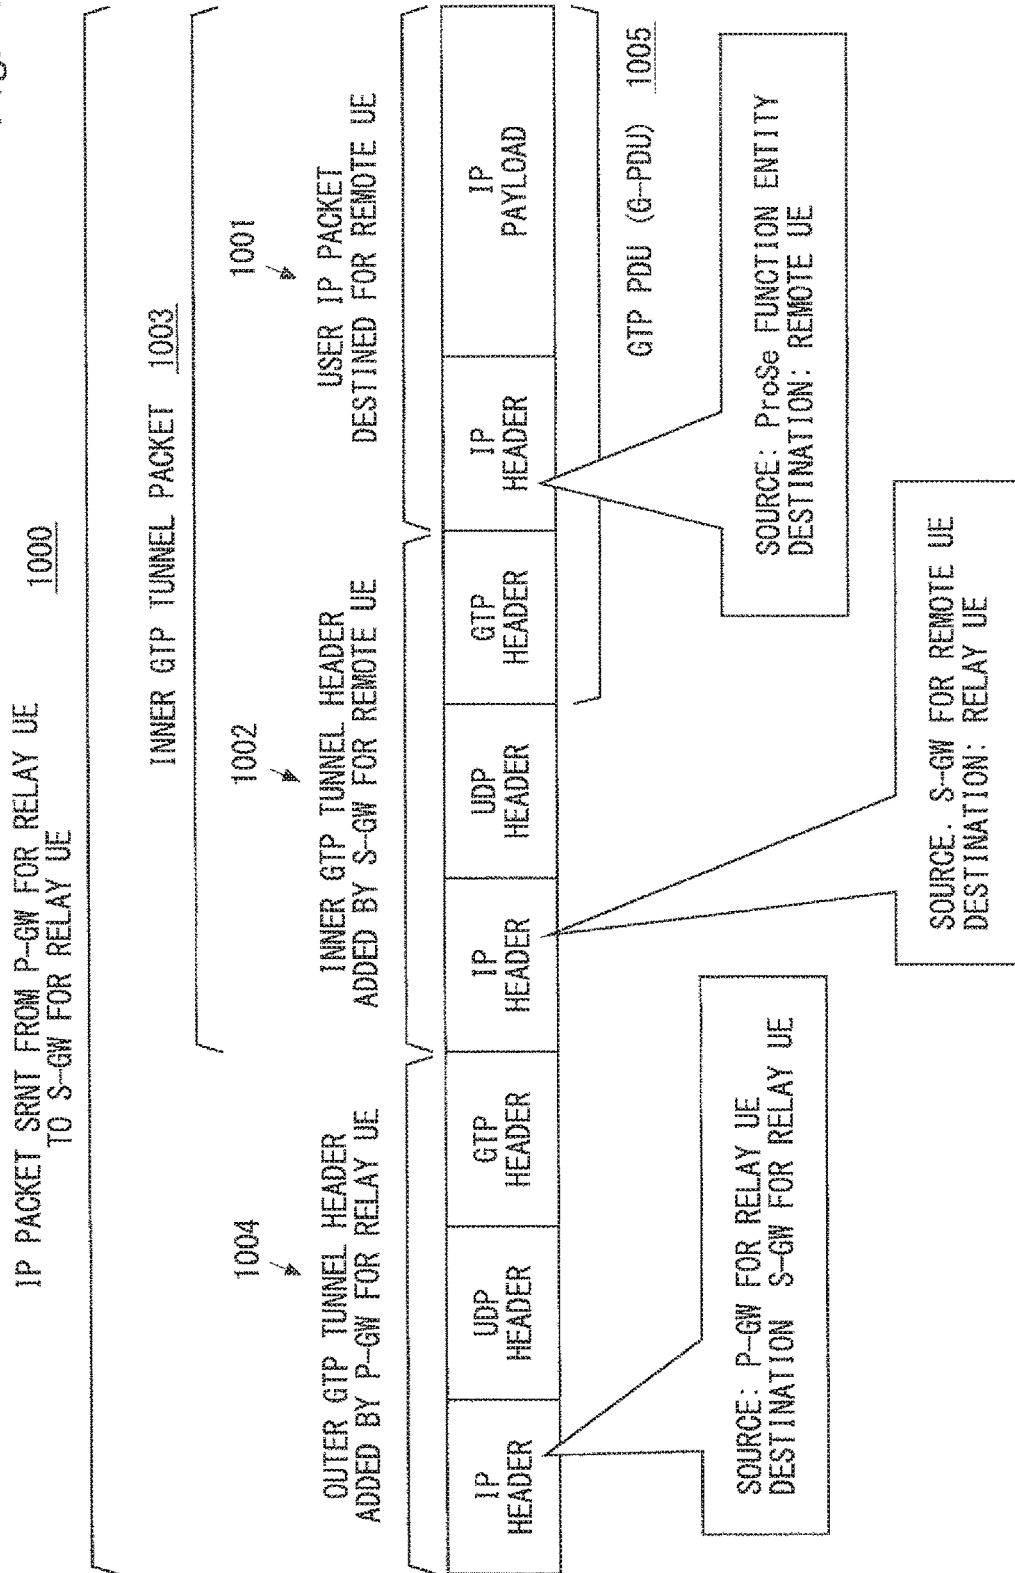 IP PACKET SRNT FROM P-GW FOR RELAY UE
TO S-GW FOR RELAY UE
1000
INNER GTP TUNNEL PACKET 1003
1004
OUTER GTP TUNNEL HEADER
ADDED BY P-GW FOR RELAY UE
1002
INNER GTP TUNNEL HEADER
ADDED BY S-GW FOR REMOTE UE
1001
USER IP PACKET
DESTINED FOR REMOTE UE
IP
HEADER
UDP
HEADER
GTP
HEADER
IP
HEADER
UDP
HEADER
GTP
HEADER
IP
HEADER
IP
PAYLOAD
GTP PDU (G-PDU) 1005
SOURCE: P-GW FOR RELAY UE
DESTINATION S-GW FOR RELAY UE
SOURCE. S-GW FOR REMOTE UE
DESTINATION: RELAY UE
SOURCE: ProSe FUNCTION ENTITY
DESTINATION: REMOTE UE